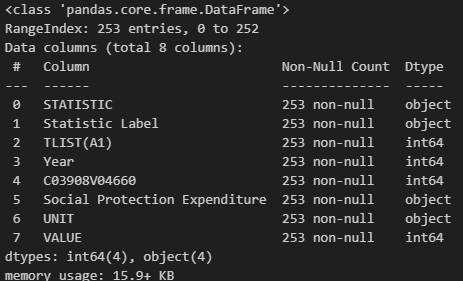 <class 'pandas.core.frame.DataFrame'>
RangeIndex: 253 entries, 0 to 252
Data columns (total 8 columns):
 #   Column                         Non-Null Count  Dtype
---  ------                         --------------  -----
 0   STATISTIC                      253 non-null    object
 1   Statistic Label                253 non-null    object
 2   TLIST(A1)                      253 non-null    int64
 3   Year                           253 non-null    int64
 4   C03908V04660                   253 non-null    int64
 5   Social Protection Expenditure  253 non-null    object
 6   UNIT                           253 non-null    object
 7   VALUE                          253 non-null    int64
dtypes: int64(4), object(4)
memory usage: 15.9+ KB